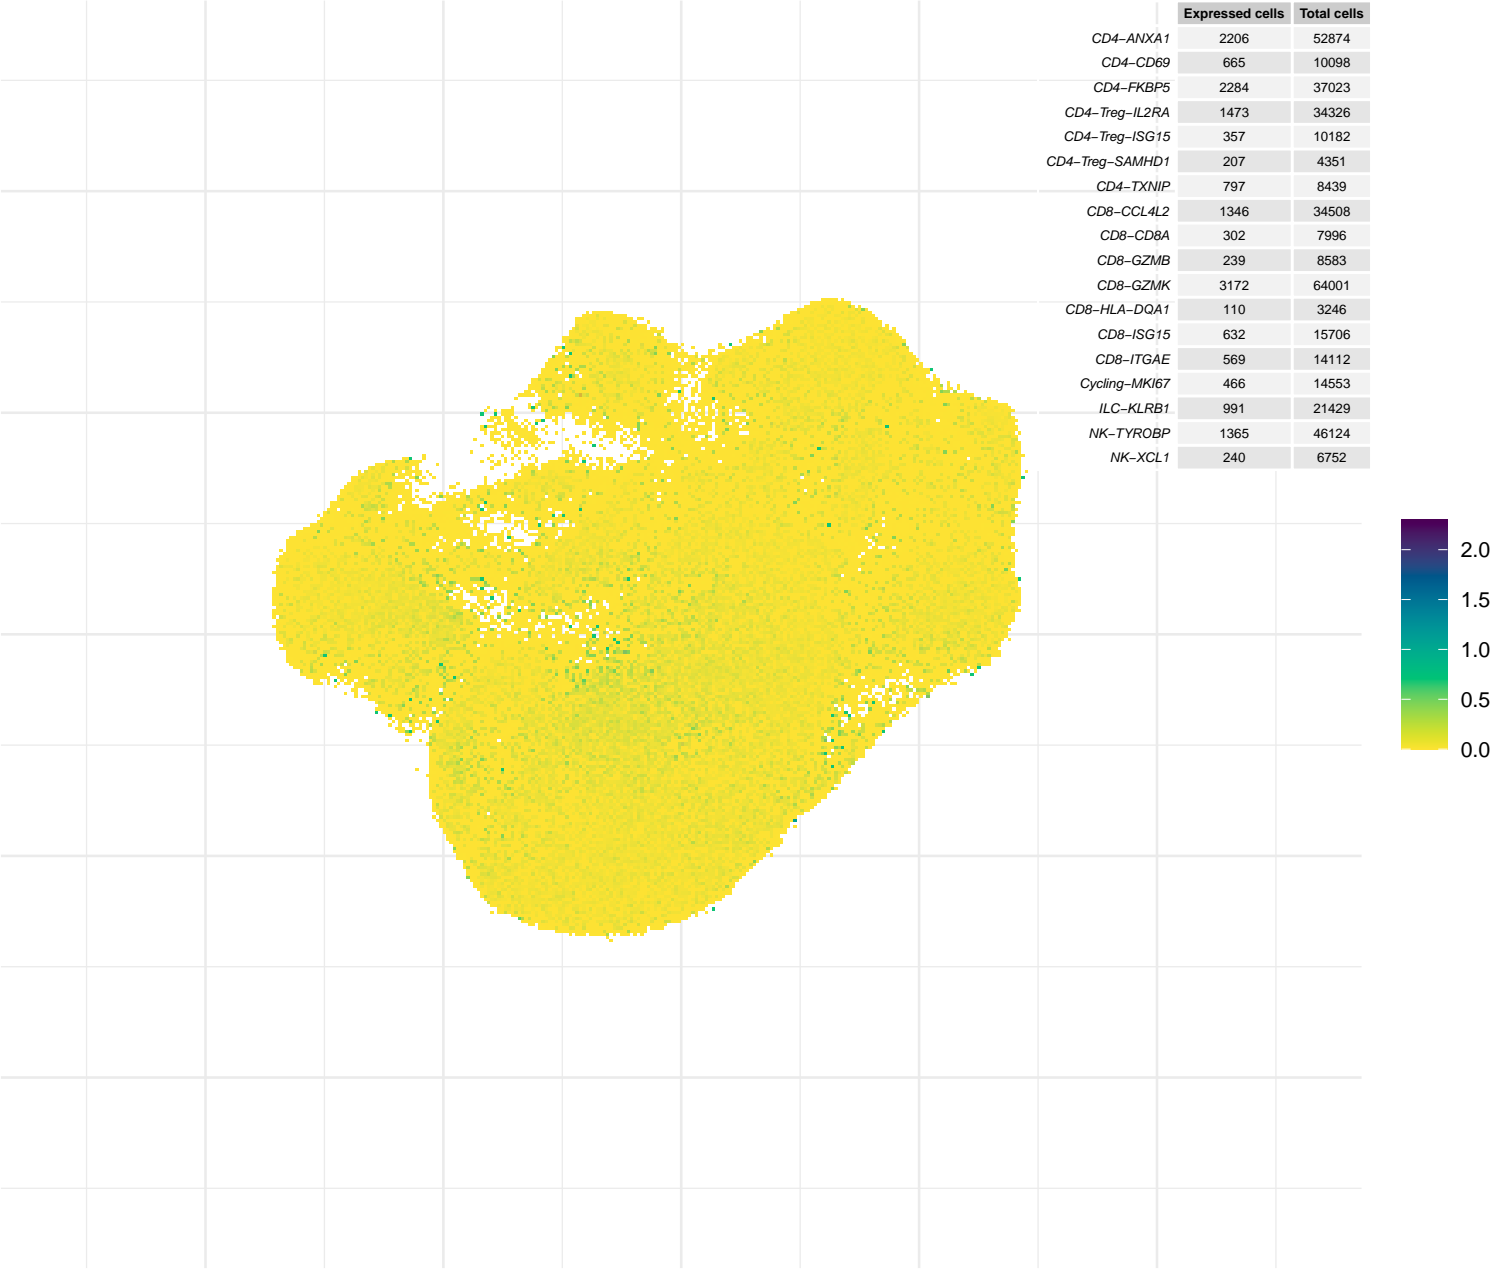 Expressed cells Total cells
CD4−ANXA1 2206 52874
CD4−CD69 665 10098
CD4−FKBP5 2284 37023
CD4−Treg−IL2RA 1473 34326
CD4−Treg−ISG15 357 10182
CD4−Treg−SAMHD1 207 4351
CD4−TXNIP 797 8439
CD8−CCL4L2 1346 34508
CD8−CD8A 302 7996
CD8−GZMB 239 8583
CD8−GZMK 3172 64001
CD8−HLA−DQA1 110 3246
CD8−ISG15 632 15706
CD8−ITGAE 569 14112
Cycling−MKI67 466 14553
ILC−KLRB1 991 21429
NK−TYROBP 1365 46124
NK−XCL1 240 6752
2.0
1.5
1.0
0.5
0.0